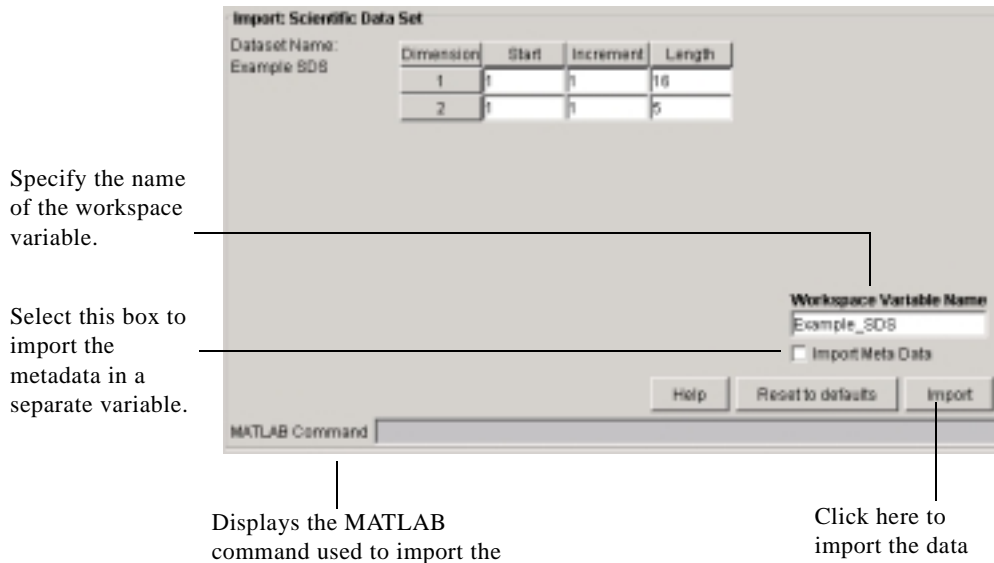 Import: Scientific Data Set
Dataset Name:
Example SDS
Dimension Start Increment Length
1 1 1 16
2 1 1 5
Specify the name
of the workspace
variable.
Workspace Variable Name
Example_SDS
Select this box to
import the
metadata in a
separate variable.
Import Meta Data
Help Reset to defaults Import
MATLAB Command
Displays the MATLAB
command used to import the
Click here to
import the data